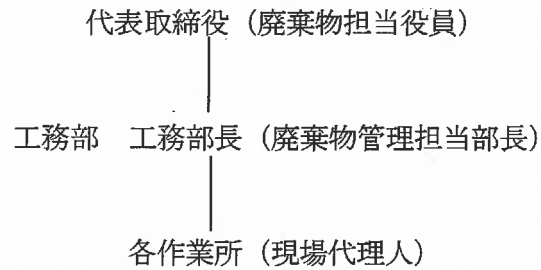 代表取締役（廃棄物担当役員）
工務部　工務部長（廃棄物管理担当部長）
各作業所（現場代理人）